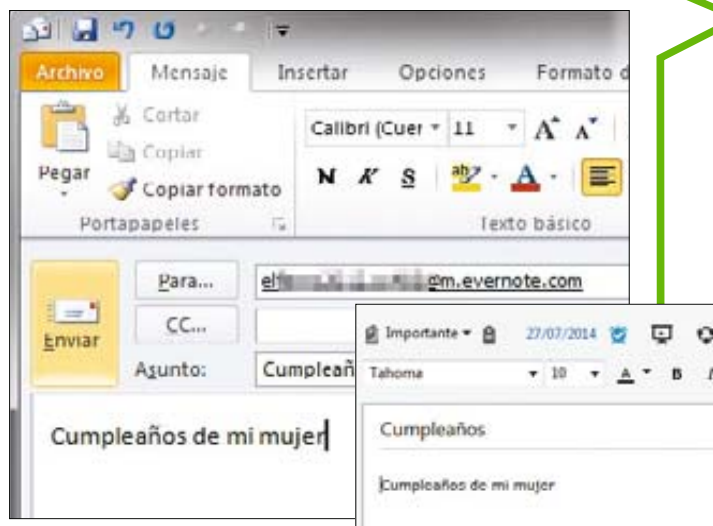 Archivo Mensaje Insertar Opciones Formato d
Cortar
Copiar
Copiar formato
Pegar
Portapapeles
Calibri (Cuer 11 A A
N K S ab A
Texto básico
Enviar
Para... @m.evernote.com
CC...
Asunto: Cumpleañ
Cumpleaños de mi mujer
Importante 27/07/2014
Tahoma 10 A B I
Cumpleaños
Cumpleaños de mi mujer